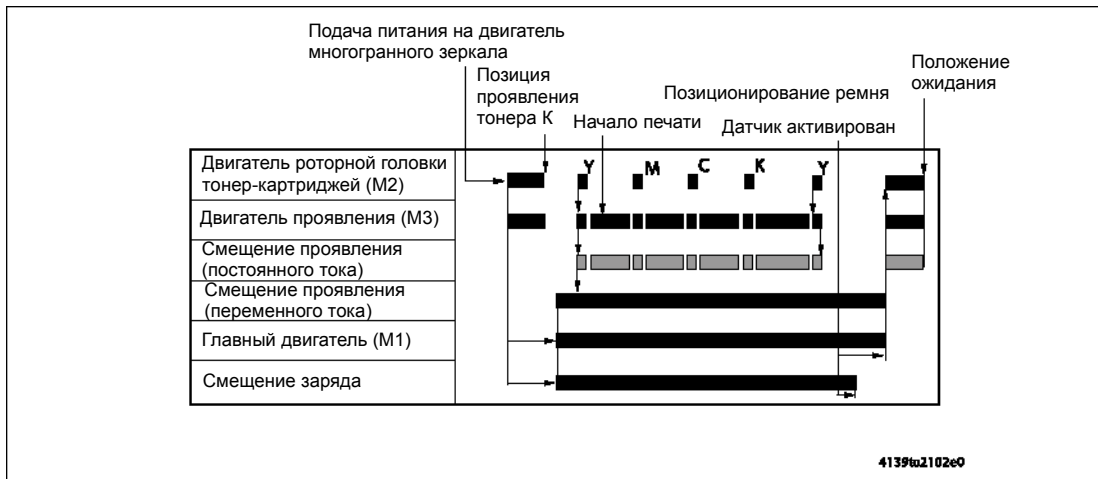 Подача питания на двигатель
многогранного зеркала
Позиция
проявления
тонера К
Начало печати
Позиционирование ремня
Датчик активирован
Положение
ожидания
Двигатель роторной головки
тонер-картриджей (M2)
Y M C K Y
Двигатель проявления (M3)
Смещение проявления
(постоянного тока)
Смещение проявления
(переменного тока)
Главный двигатель (M1)
Смещение заряда
4139tu2102e0